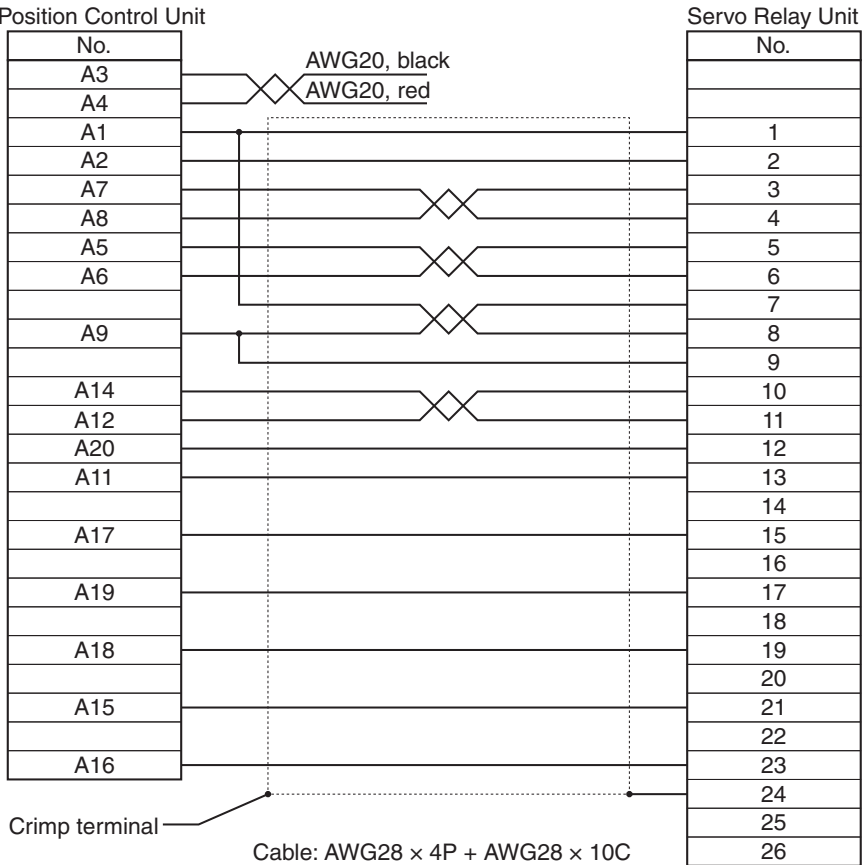 Position Control Unit
Servo Relay Unit
No.
No.
A3
AWG20, black
A4
AWG20, red
A1
1
A2
2
A7
3
A8
4
A5
5
A6
6
7
A9
8
9
A14
10
A12
11
A20
12
A11
13
14
A17
15
16
A19
17
18
A18
19
20
A15
21
22
A16
23
24
Crimp terminal
25
Cable: AWG28 × 4P + AWG28 × 10C
26